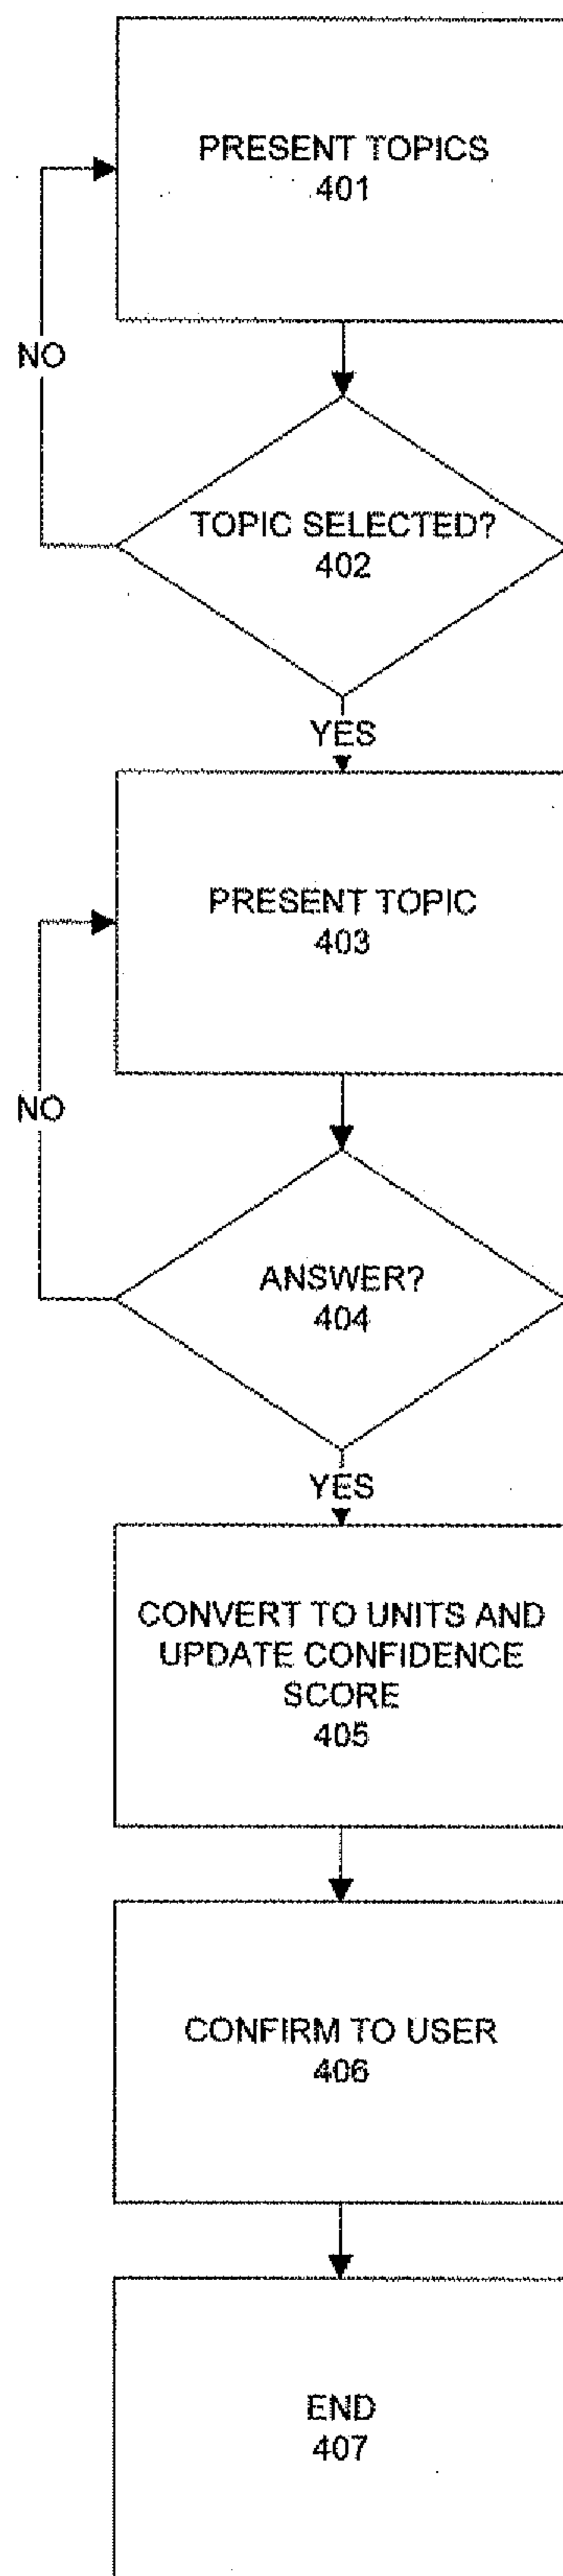 PRESENT TOPICS
401
NO
TOPIC SELECTED?
402
YES
PRESENT TOPIC
403
NO
ANSWER?
404
YES
CONVERT TO UNITS AND
UPDATE CONFIDENCE
SCORE
405
CONFIRM TO USER
406
END
407